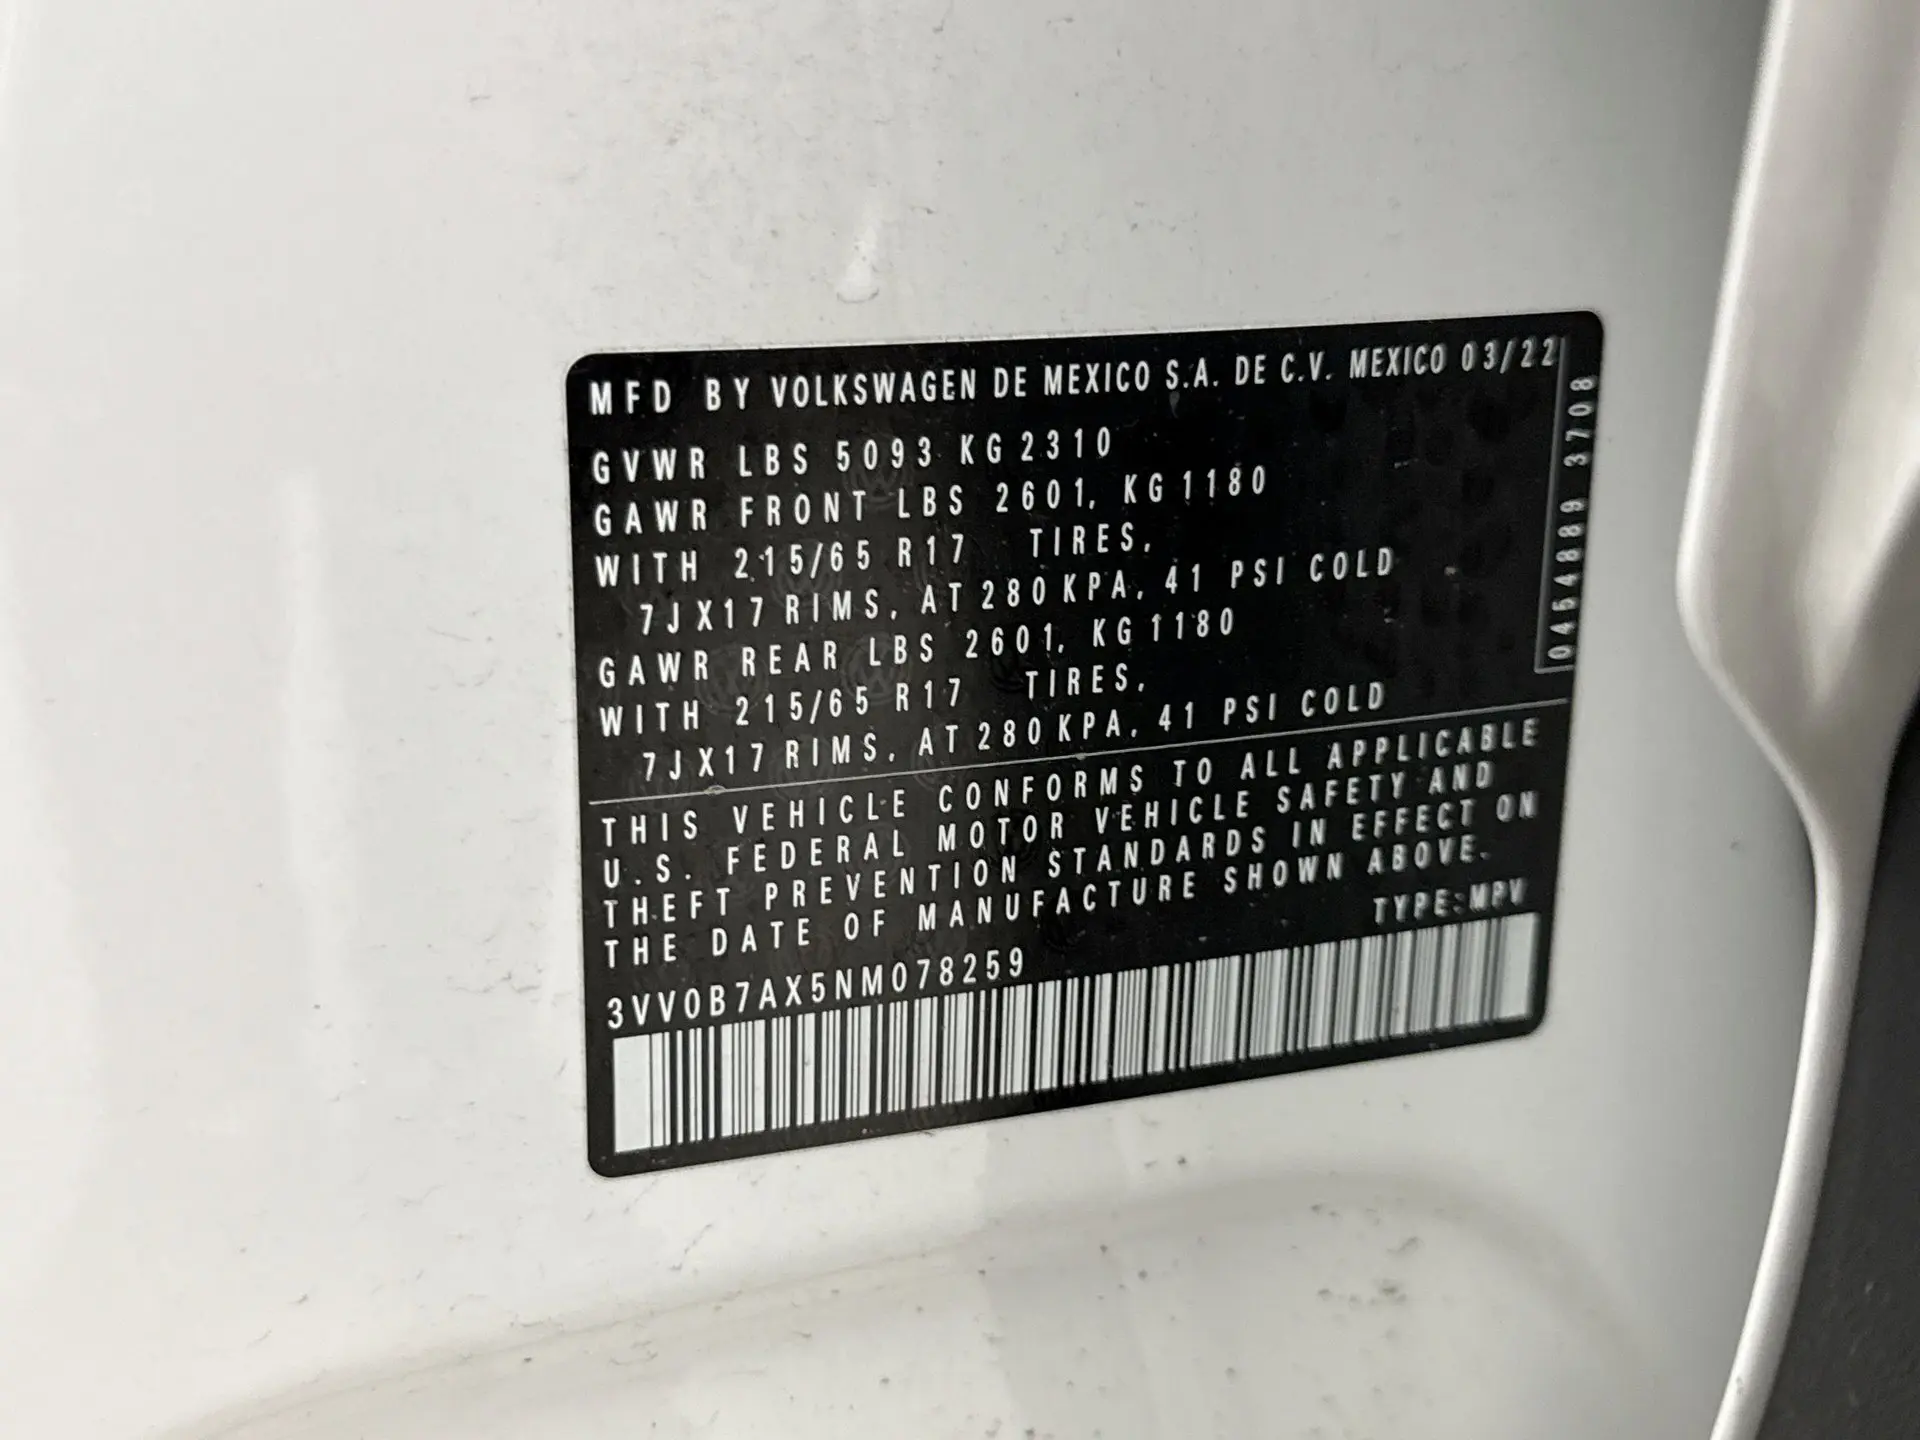 MFD BY VOLKSWAGEN DE MEXICO S.A. DE C.V. MEXICO 03/22
GVWR LBS 5093 KG 2310
GAWR FRONT LBS 2601, KG 1180
WITH 215/65 R17 TIRES,
7JX17 RIMS, AT 280 KPA, 41 PSI COLD
GAWR REAR LBS 2601, KG 1180
WITH 215/65 R17 TIRES,
7JX17 RIMS, AT 280 KPA, 41 PSI COLD
0454889 3708
THIS VEHICLE CONFORMS TO ALL APPLICABLE
U.S. FEDERAL MOTOR VEHICLE SAFETY AND
THEFT PREVENTION STANDARDS IN EFFECT ON
THE DATE OF MANUFACTURE SHOWN ABOVE.
TYPE:MPV
3VV0B7AX5NM078259